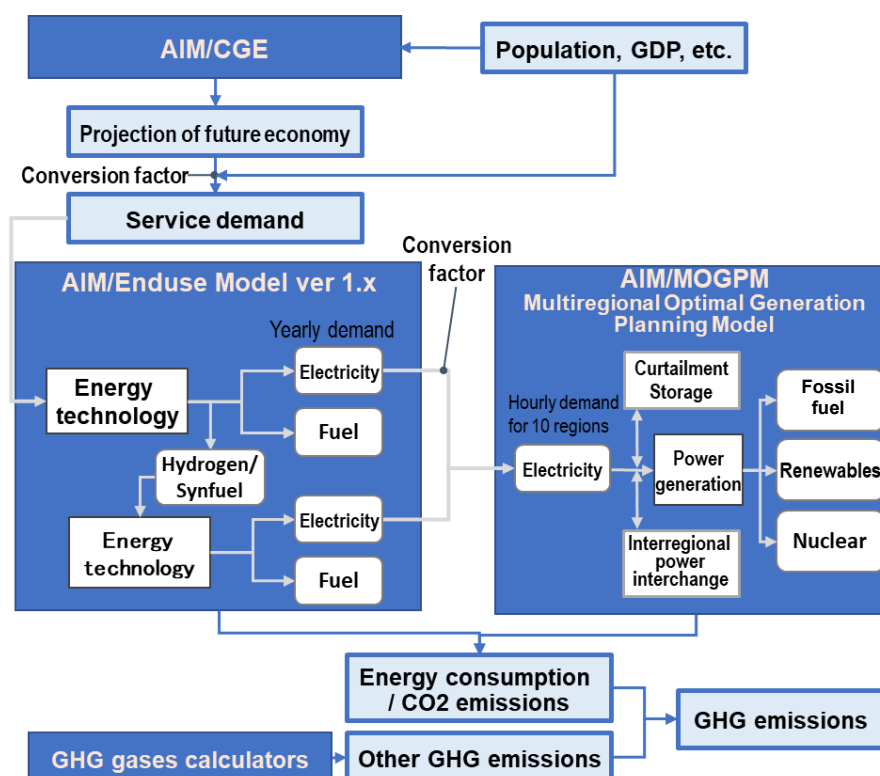 AIM/CGE
Population, GDP, etc.
Projection of future economy
Conversion factor
Service demand
Conversion
factor
AIM/Enduse Model ver 1.x
Yearly demand
Energy
technology
Electricity
Fuel
Hydrogen/
Synfuel
Energy
technology
Electricity
Fuel
AIM/MOGPM
Multiregional Optimal Generation
Planning Model
Curtailment
Storage
Hourly demand
for 10 regions
Electricity
Power
generation
Interregional
power
interchange
Fossil
fuel
Renewables
Nuclear
Energy consumption
/ CO2 emissions
GHG emissions
GHG gases calculators
Other GHG emissions